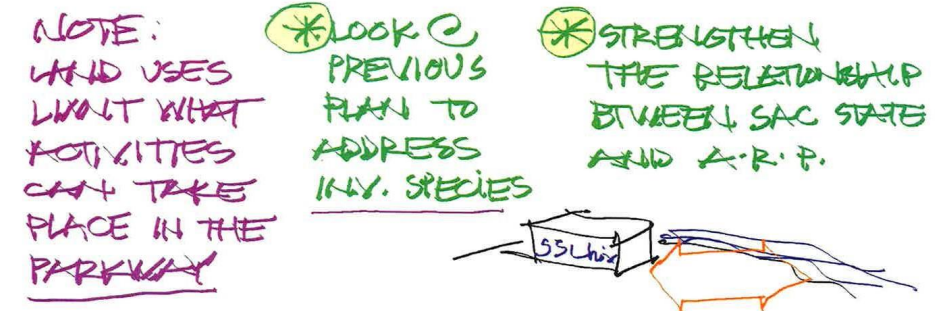 NOTE:
LAND USES
LIMIT WHAT
ACTIVITIES
CAN TAKE
PLACE IN THE
PARKWAY
LOOK @
PREVIOUS
PLAN TO
ADDRESS
INV. SPECIES
STRENGTHEN
THE RELATIONSHIP
BTWEEN SAC STATE
AND A.R.P.